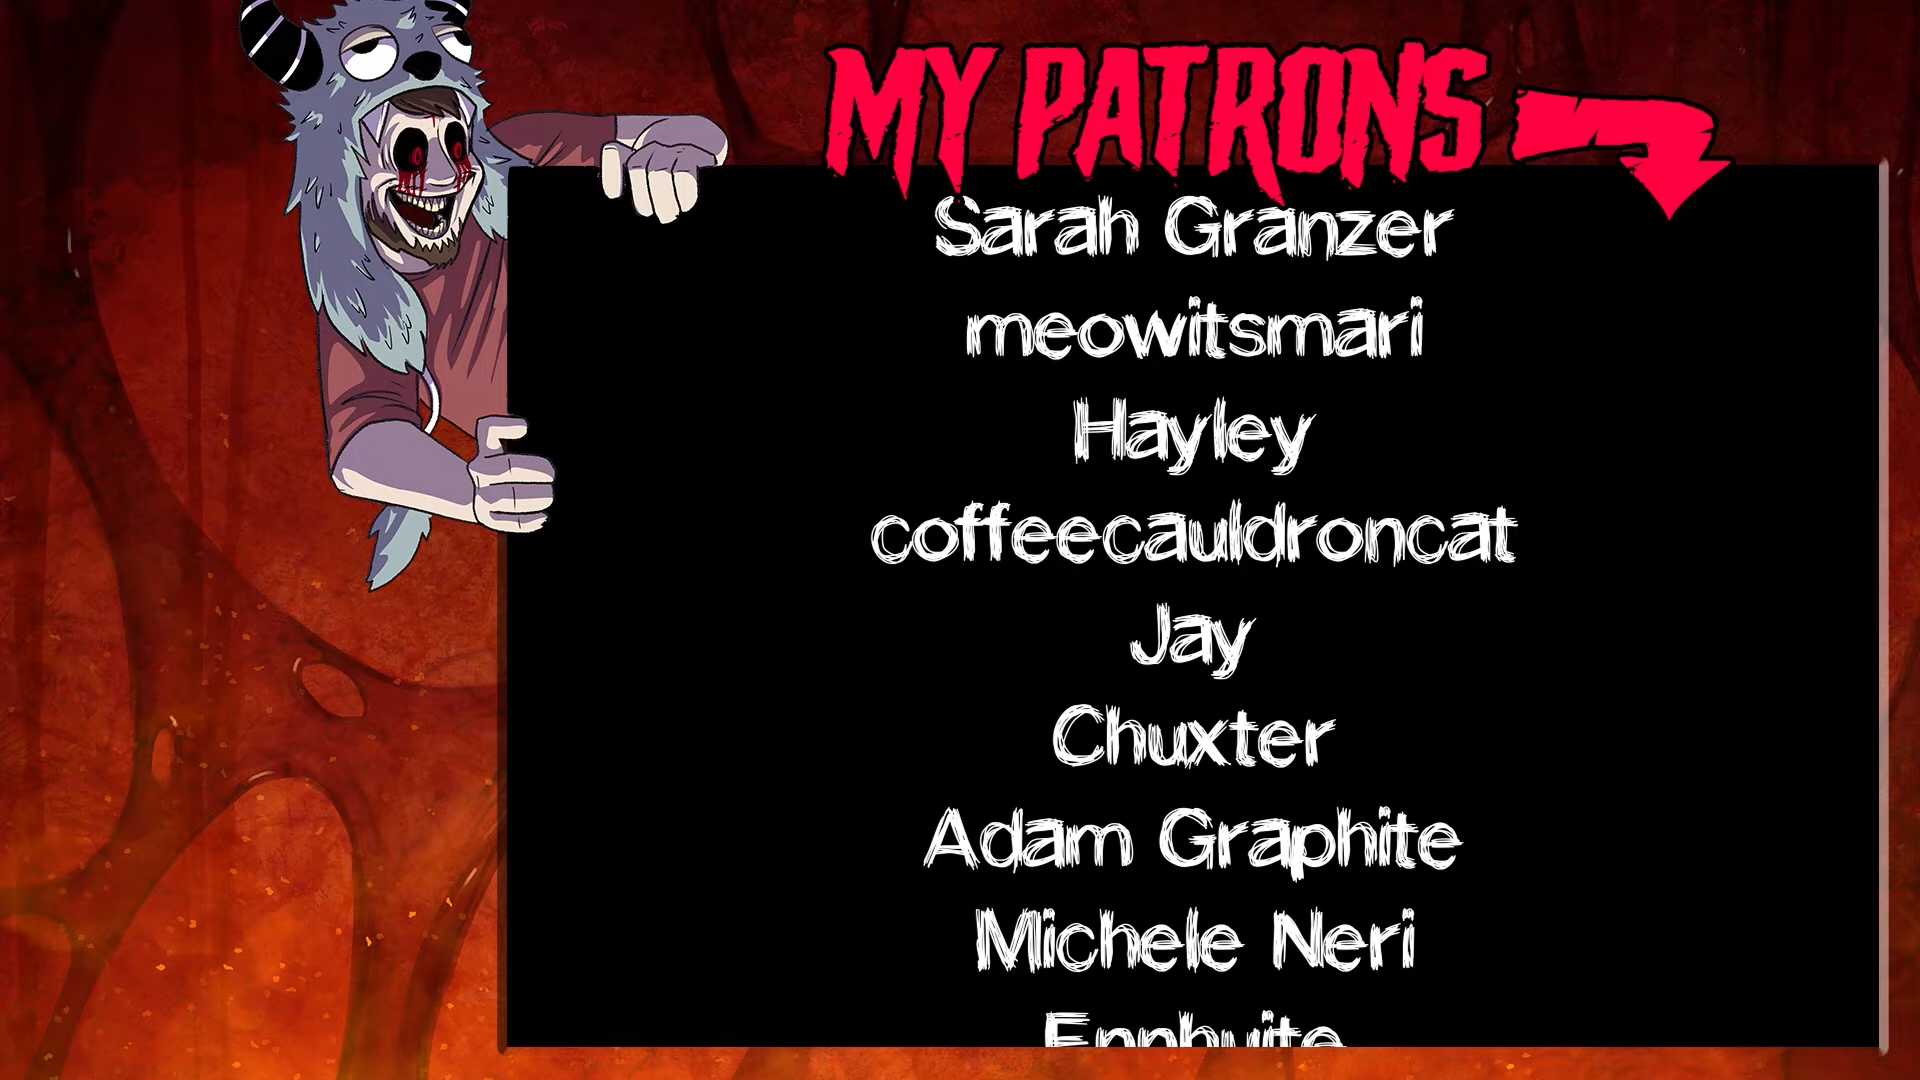 MY PATRONS
Sarah Granzer
meowitsmari
Hayley
coffeecauldroncat
Jay
Chuxter
Adam Graphite
Michele Neri